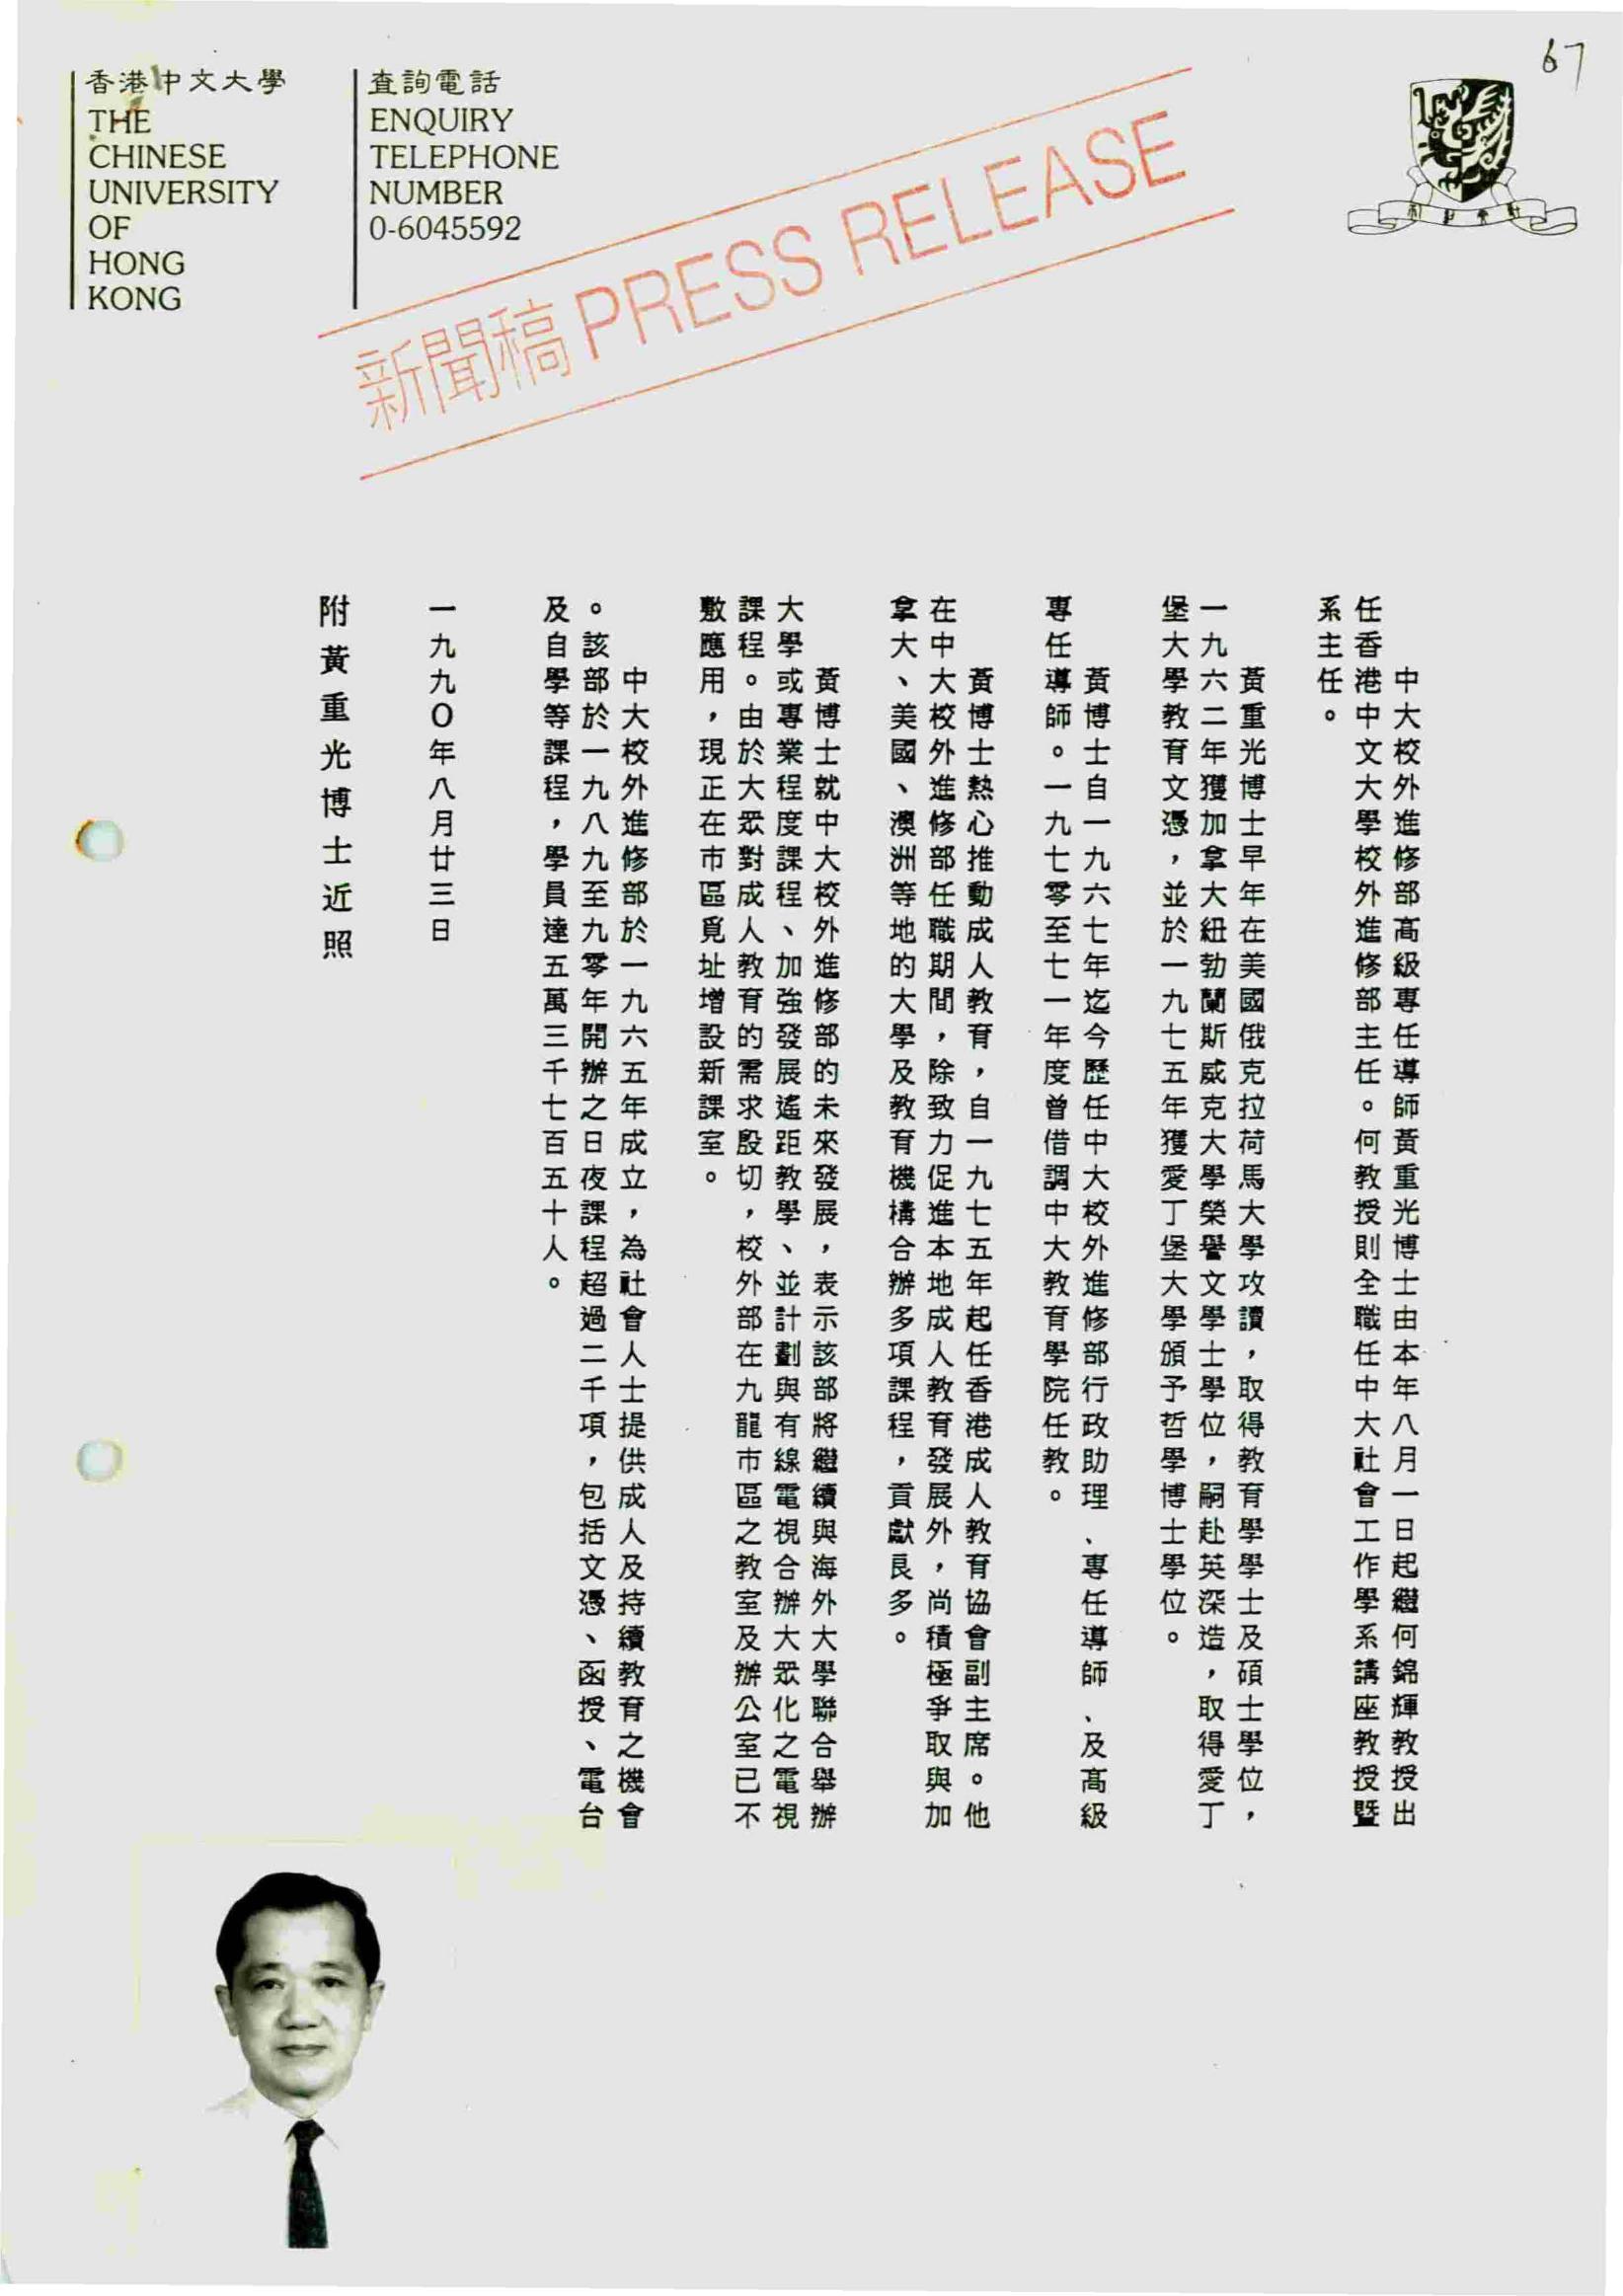 香港中文大學
THE
CHINESE
UNIVERSITY
OF
HONG
KONG
查詢電話
ENQUIRY
TELEPHONE
NUMBER
0-6045592
67
新聞稿 PRESS RELEASE
中大校外進修部高級專任導師黃重光博士由本年八月一日起繼何錦輝教授出
任香港中文大學校外進修部主任。何教授則全職任中大社會工作學系講座教授暨
系主任。
黃重光博士早年在美國俄克拉荷馬大學攻讀，取得教育學學士及碩士學位，
一九六二年獲加拿大紐勃蘭斯威克大學榮譽文學士學位，嗣赴英深造，取得愛丁
堡大學教育文憑，並於一九七五年獲愛丁堡大學頒予哲學博士學位。
黃博士自一九六七年迄今歷任中大校外進修部行政助理、專任導師、及高級
專任導師。一九七零至七一年度曾借調中大教育學院任教。
黃博士熱心推動成人教育，自一九七五年起任香港成人教育協會副主席。他
在中大校外進修部任職期間，除致力促進本地成人教育發展外，尚積極爭取與加
拿大、美國、澳洲等地的大學及教育機構合辦多項課程，貢獻良多。
黃博士就中大校外進修部的未來發展，表示該部將繼續與海外大學聯合舉辦
大學或專業程度課程、加強發展遙距教學、並計劃與有線電視合辦大眾化之電視
課程。由於大眾對成人教育的需求殷切，校外部在九龍市區之教室及辦公室已不
敷應用，現正在市區覓址增設新課室。
中大校外進修部於一九六五年成立，為社會人士提供成人及持續教育之機會
。該部於一九八九至九零年開辦之日夜課程超過二千項，包括文憑、函授、電台
及自學等課程，學員達五萬三千七百五十人。
一九九〇年八月廿三日
附黃重光博士近照